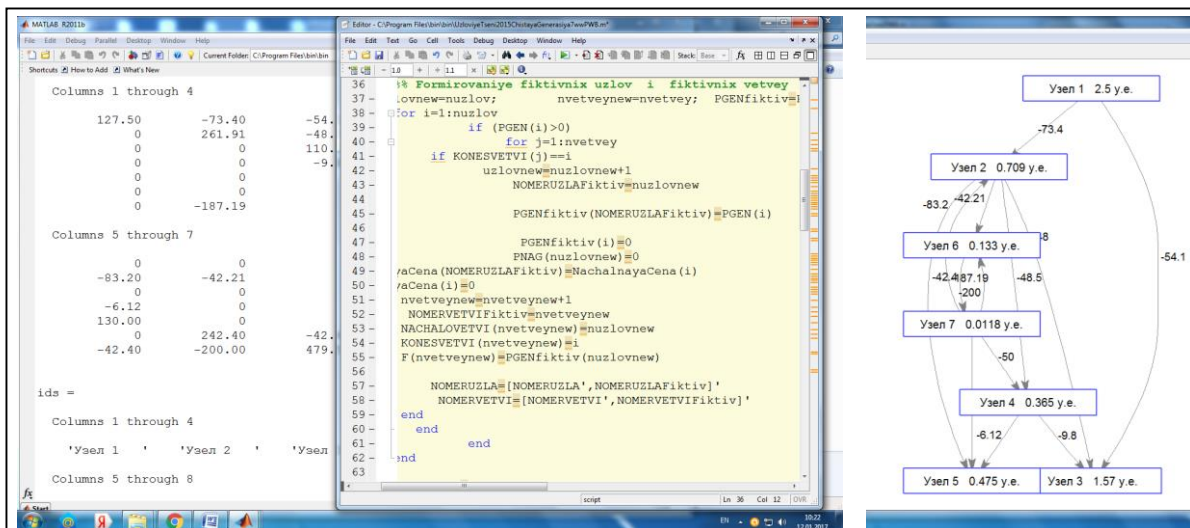 MATLAB R2011b
File Edit Debug Parallel Desktop Window Help
Current Folder: C:\Program Files\bin\bin
Shortcuts How to Add What's New
Columns 1 through 4
127.50 -73.40 -54.
0 261.91 -48.
0 0 110.
0 0 -9.
0 0
0 0
0 -187.19
Columns 5 through 7
0 0
-83.20 -42.21
0 0
-6.12 0
130.00 0
0 242.40 -42.
-42.40 -200.00 479.
ids =
Columns 1 through 4
'Узел 1 ' 'Узел 2 ' 'Узел
Columns 5 through 8
fx
Start
Editor - C:\Program Files\bin\bin\UzloviyeTseni2015ChistayaGenerasiya7wwPWB.m*
File Edit Text Go Cell Tools Debug Desktop Window Help
Stack: Base
- 1.0 + ÷ 1.1 ×
36 %% Formirovaniye fiktivnix uzlov i fiktivnix vetvey
37 - lovnew=nuzlov; nvetveynew=nvetvey; PGENfiktiv=
38 - for i=1:nuzlov
39 - if (PGEN(i)>0)
40 - for j=1:nvetvey
41 - if KONESVETVI(j)==i
42 - uzlovnew=nuzlovnew+1
43 - NOMERUZLAFiktiv=nuzlovnew
44
45 - PGENfiktiv(NOMERUZLAFiktiv)=PGEN(i)
46
47 - PGENfiktiv(i)=0
48 - PNAG(nuzlovnew)=0
49 - yaCena(NOMERUZLAFiktiv)=NachalnayaCena(i)
50 - yaCena(i)=0
51 - nvetveynew=nvetveynew+1
52 - NOMERVETVIFiktiv=nvetveynew
53 - NACHALOVETVI(nvetveynew)=nuzlovnew
54 - KONESVETVI(nvetveynew)=i
55 - F(nvetveynew)=PGENfiktiv(nuzlovnew)
56
57 - NOMERUZLA=[NOMERUZLA',NOMERUZLAFiktiv]'
58 - NOMERVETVI=[NOMERVETVI',NOMERVETVIFiktiv]'
59 - end
60 - end
61 - end
62 - end
63
script Ln 36 Col 12 OVR
EN 10:22
12.01.2017
Узел 1 2.5 у.е.
-73.4
Узел 2 0.709 у.е.
-83.2 -42.21
Узел 6 0.133 у.е. -8
-54.1
-42.4 187.19 -48.5
-200
Узел 7 0.0118 у.е.
-50
Узел 4 0.365 у.е.
-6.12 -9.8
Узел 5 0.475 у.е. Узел 3 1.57 у.е.